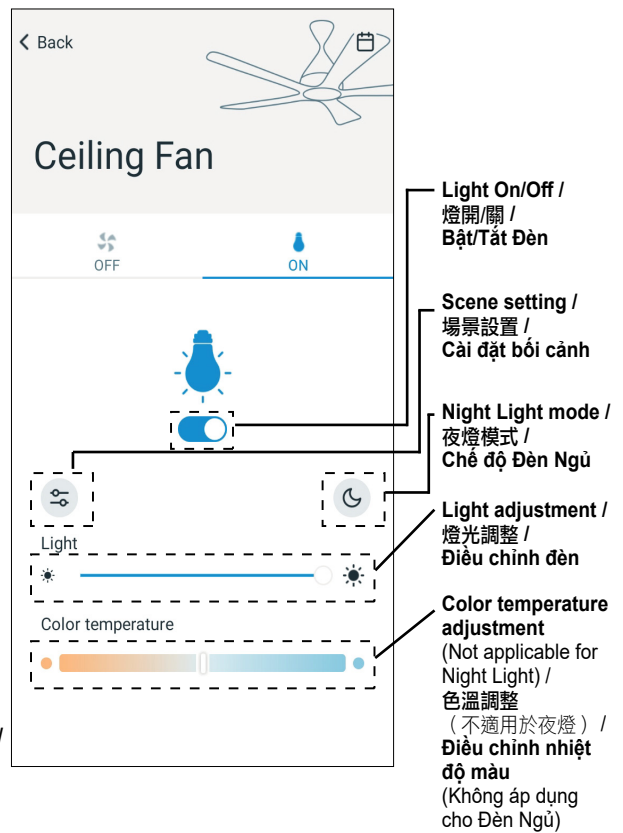 Back
Ceiling Fan
OFF
ON
Light
Color temperature
Light On/Off /
燈開/關 /
Bật/Tắt Đèn
Scene setting /
場景設置 /
Cài đặt bối cảnh
Night Light mode /
夜燈模式 /
Chế độ Đèn Ngủ
Light adjustment /
燈光調整 /
Điều chỉnh đèn
Color temperature
adjustment
(Not applicable for
Night Light) /
色溫調整
（不適用於夜燈）/
Điều chỉnh nhiệt
độ màu
(Không áp dụng
cho Đèn Ngủ)
/